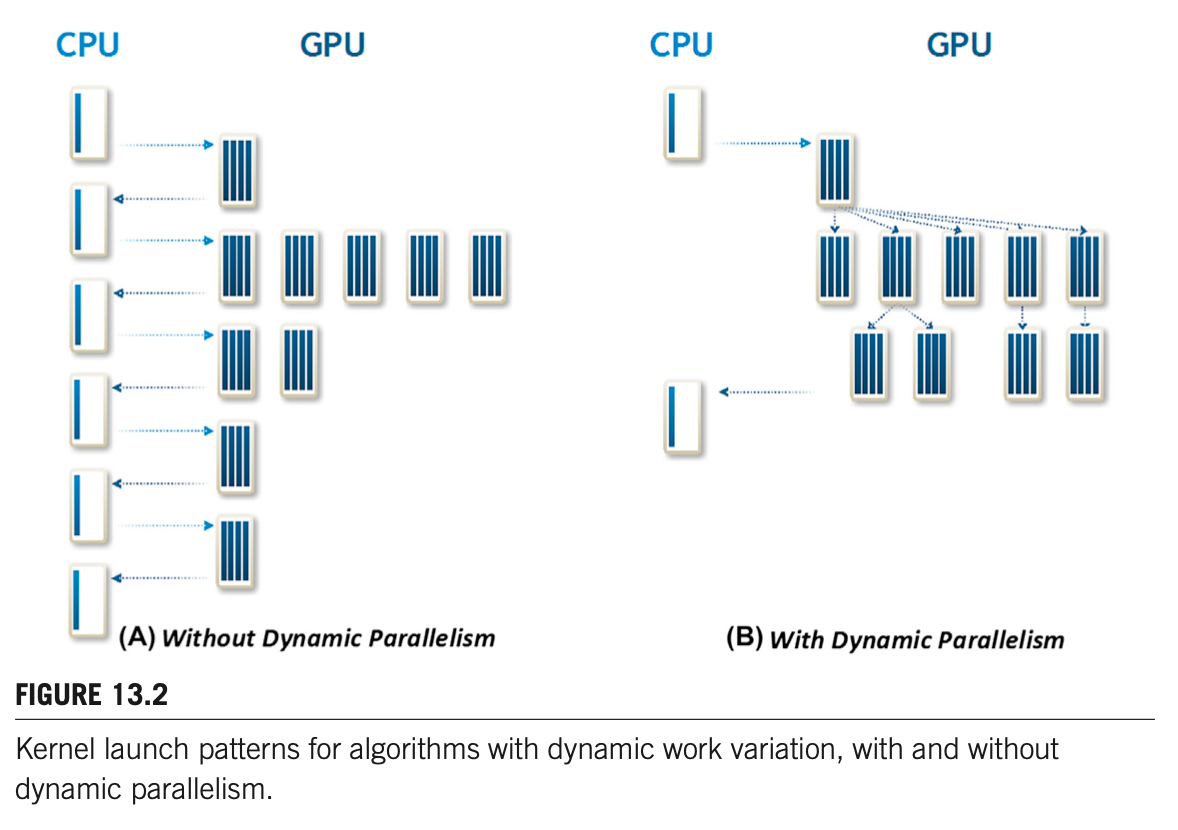 CPU GPU CPU GPU
(A) Without Dynamic Parallelism (B) With Dynamic Parallelism
FIGURE 13.2
Kernel launch patterns for algorithms with dynamic work variation, with and without
dynamic parallelism.